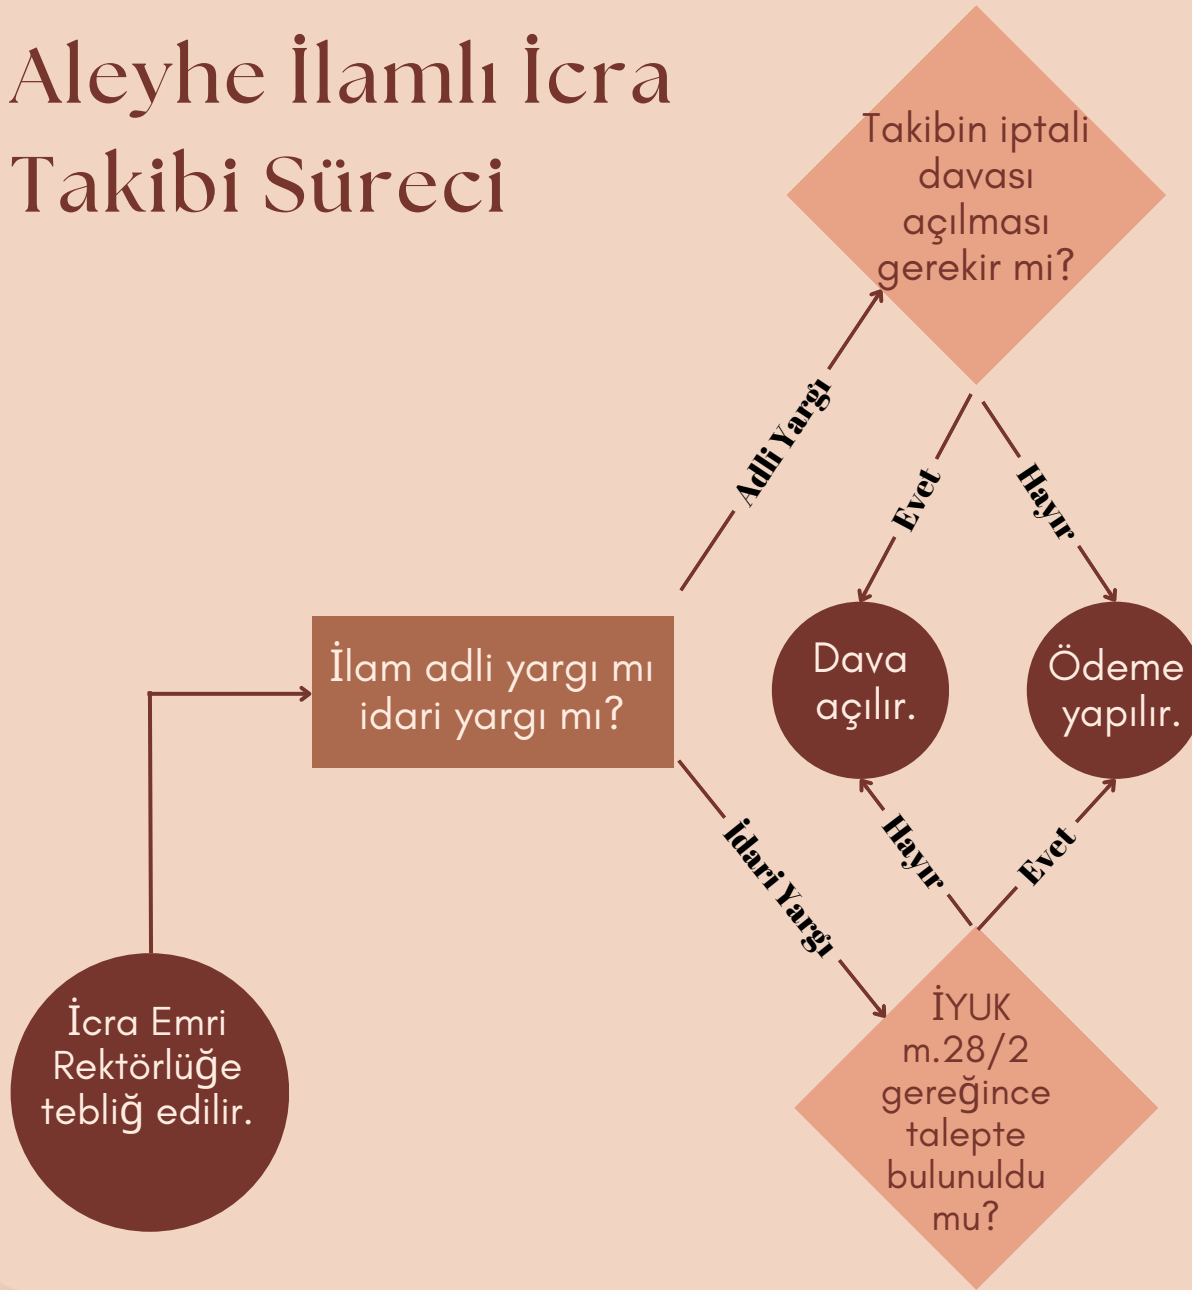 Aleyhe İlamlı İcra
Takibi Süreci
Takibin iptali
davası
açılması
gerekir mi?
Adli Yargı
Evet
Hayır
İlam adli yargı mı
idari yargı mı?
Dava
açılır.
Ödeme
yapılır.
İdari Yargı
Hayır
Evet
İcra Emri
Rektörlüğe
tebliğ edilir.
İYUK
m.28/2
gereğince
talepte
bulunuldu
mu?